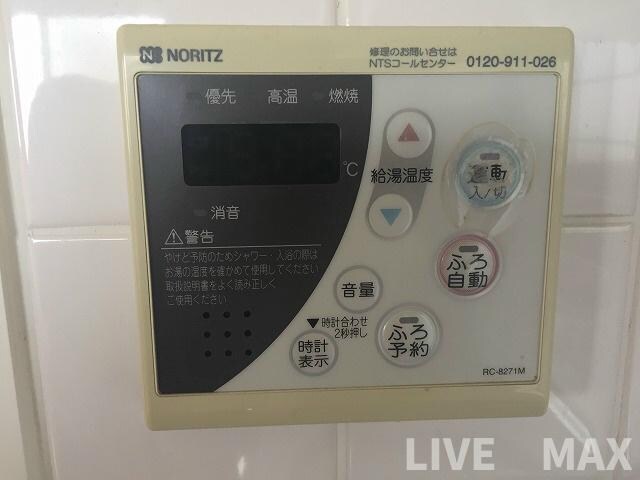 NORITZ
修理のお問い合せは
NTSコールセンター 0120-911-026
優先 高温 燃焼
℃
給湯温度
運動
入/切
消音
警告
やけど予防のためシャワー・入浴の際は
お湯の温度を確かめて使用してください
取扱説明書をよく読み正しく
ご使用ください
ふろ
自動
音量
▼時計合わせ
2秒押し
時計
表示
ふろ
予約
RC-8271M
LIVE MAX